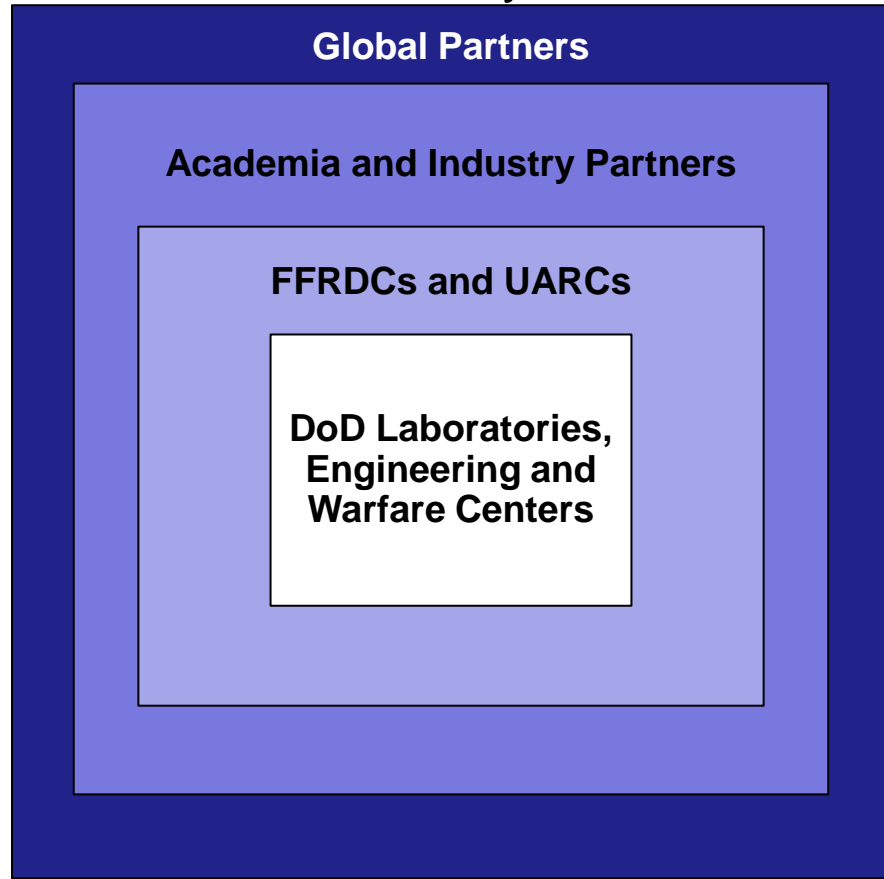 Global Partners
Academia and Industry Partners
FFRDCs and UARCs
DoD Laboratories,
Engineering and
Warfare Centers